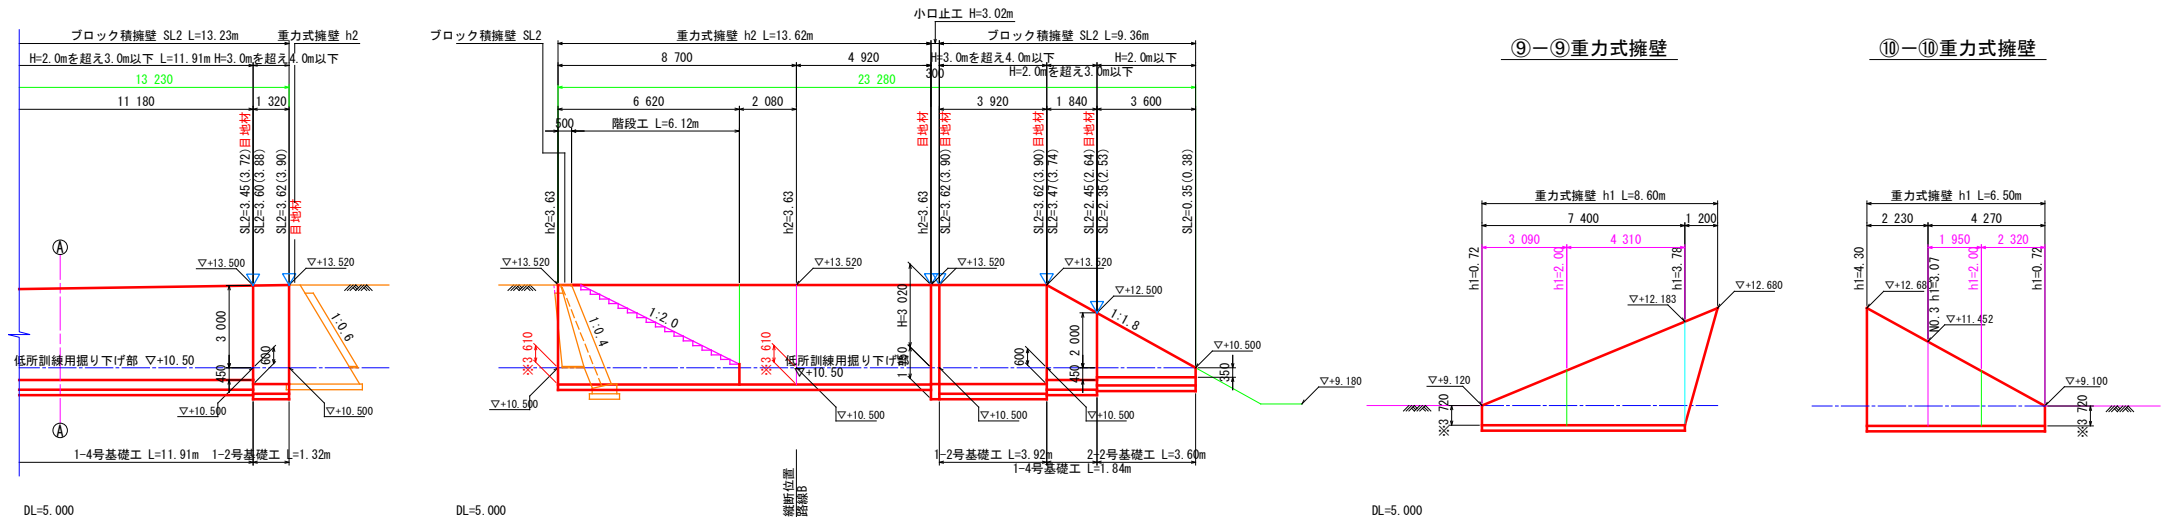 ブロック積擁壁 SL2 L=13.23m
重力式擁壁 h2
H=2.0mを超え3.0m以下 L=11.91m
H=3.0mを超え4.0m以下
13 230
11 180
1 320
目地材
SL2=3.45(3.72)
SL2=3.60(3.88)
SL2=3.62(3.90)
目地材
A
▽+13.500
▽+13.520
3 000
1:0.6
低所訓練用掘り下げ部 ▽+10.50
600
450
▽+10.500
▽+10.500
A
1-4号基礎工 L=11.91m
1-2号基礎工 L=1.32m
DL=5.000
小口止工 H=3.02m
ブロック積擁壁 SL2
重力式擁壁 h2 L=13.62m
ブロック積擁壁 SL2 L=9.36m
8 700
4 920
300
H=3.0mを超え4.0m以下
H=2.0mを超え3.0m以下
H=2.0m以下
23 280
6 620
2 080
3 920
1 840
3 600
500
階段工 L=6.12m
目地材
目地材
目地材
目地材
h2=3.63
h2=3.63
h2=3.63
SL2=3.62(3.90)
SL2=3.62(3.90)
SL2=3.47(3.74)
SL2=2.45(2.64)
SL2=2.35(2.53)
SL2=0.35(0.38)
▽+13.520
▽+13.520
▽+13.520
▽+13.520
▽+12.500
H=3 020
1:0.4
1:2.0
1:1.8
2 000
※3 610
※3 610
低所訓練用掘り下げ部
▽+10.50
600
450
350
▽+10.500
▽+9.180
▽+10.500
▽+10.500
▽+10.500
▽+10.500
1-2号基礎工 L=3.92m
2-2号基礎工 L=3.60m
1-4号基礎工 L=1.84m
縦断位置
路線B
DL=5.000
⑨－⑨重力式擁壁
重力式擁壁 h1 L=8.60m
7 400
1 200
3 090
4 310
h1=0.72
h1=2.00
h1=3.78
▽+12.183
▽+12.680
▽+9.120
※3 720
DL=5.000
⑩－⑩重力式擁壁
重力式擁壁 h1 L=6.50m
2 230
4 270
1 950
2 320
h1=4.30
NO.3 h1=3.07
h1=2.00
h1=0.72
▽+12.680
▽+11.452
▽+9.100
※3 720